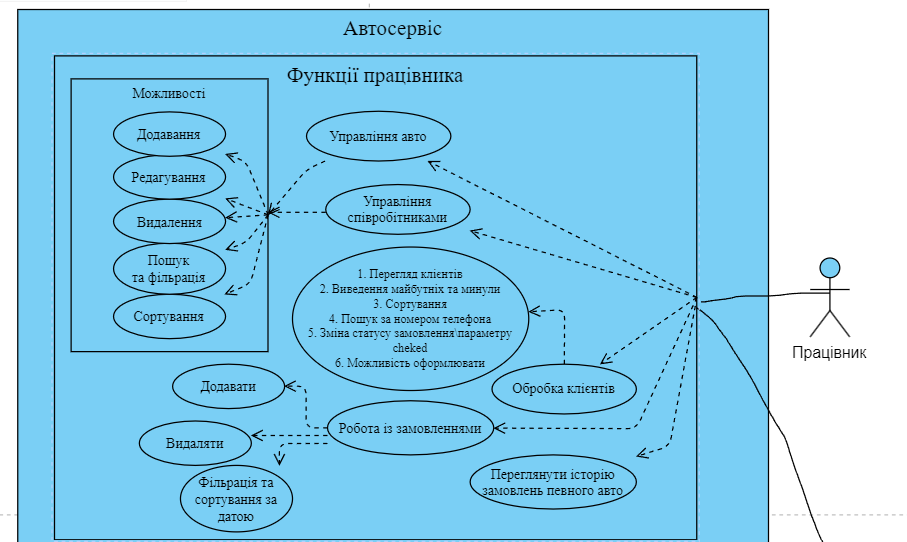 Автосервіс
Функції працівника
Можливості
Додавання
Редагування
Видалення
Пошук
та фільрація
Сортування
Управління авто
Управління
співробітниками
1. Перегляд клієнтів
2. Виведення майбутніх та минули
3. Сортування
4. Пошук за номером телефона
5. Зміна статусу замовлення\параметру
cheked
6. Можливість оформлювати
Обробка клієнтів
Додавати
Робота із замовленнями
Видаляти
Фільрація та
сортування за
датою
Переглянути історію
замовлень певного авто
Працівник